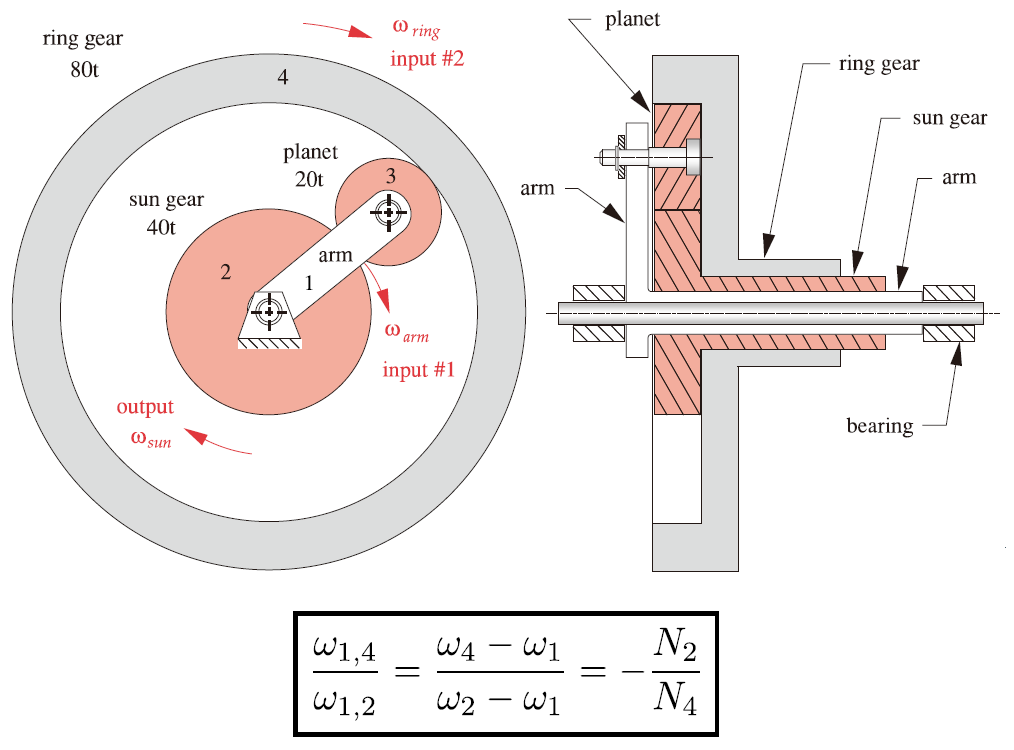 ring gear
80t
4
ω ring
input #2
planet
20t
3
sun gear
40t
2
arm
1
ω arm
input #1
output
ω sun
planet
ring gear
sun gear
arm
arm
bearing
ω₁,₄ / ω₁,₂ = (ω₄ − ω₁) / (ω₂ − ω₁) = − N₂ / N₄